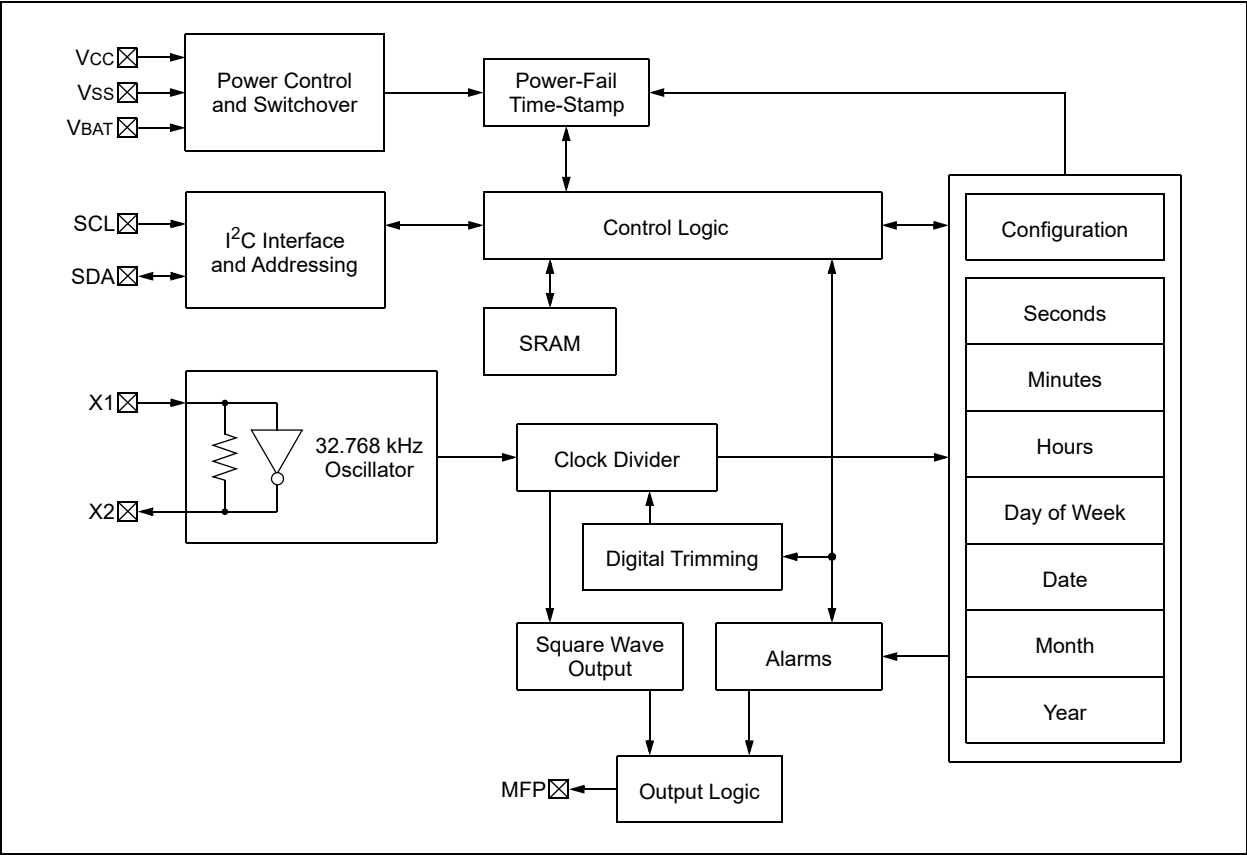 VCC
VSS
VBAT
Power Control
and Switchover
Power-Fail
Time-Stamp
SCL
SDA
I2C Interface
and Addressing
Control Logic
Configuration
SRAM
Seconds
Minutes
Hours
Day of Week
Date
Month
Year
X1
X2
32.768 kHz
Oscillator
Clock Divider
Digital Trimming
Square Wave
Output
Alarms
MFP
Output Logic